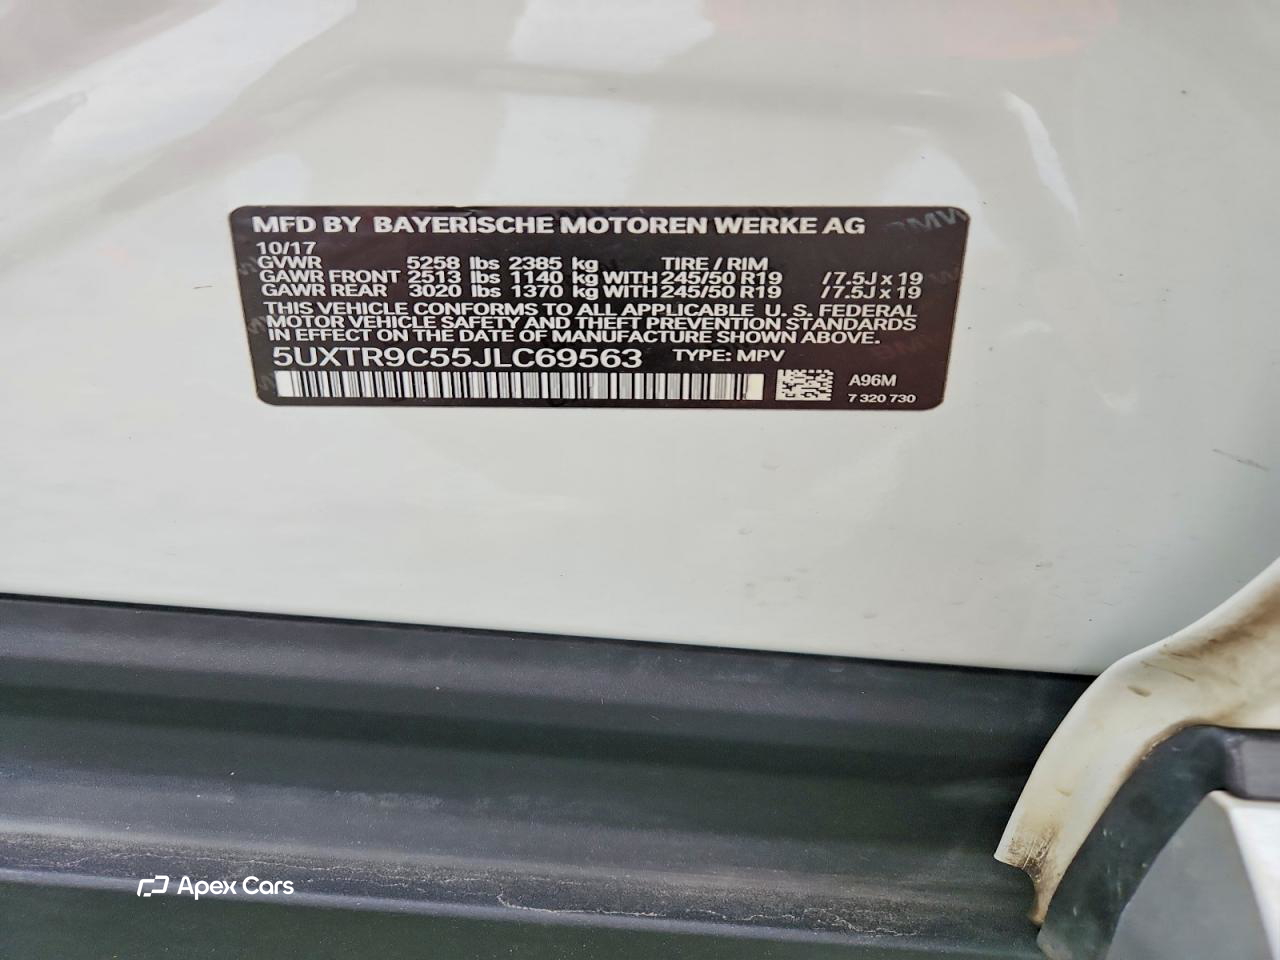 MFD BY BAYERISCHE MOTOREN WERKE AG
10/17
GVWR 5258 lbs 2385 kg TIRE / RIM
GAWR FRONT 2513 lbs 1140 kg WITH 245/50 R19 / 7.5J x 19
GAWR REAR 3020 lbs 1370 kg WITH 245/50 R19 / 7.5J x 19
THIS VEHICLE CONFORMS TO ALL APPLICABLE U. S. FEDERAL
MOTOR VEHICLE SAFETY AND THEFT PREVENTION STANDARDS
IN EFFECT ON THE DATE OF MANUFACTURE SHOWN ABOVE.
5UXTR9C55JLC69563 TYPE: MPV
A96M
7 320 730
Apex Cars